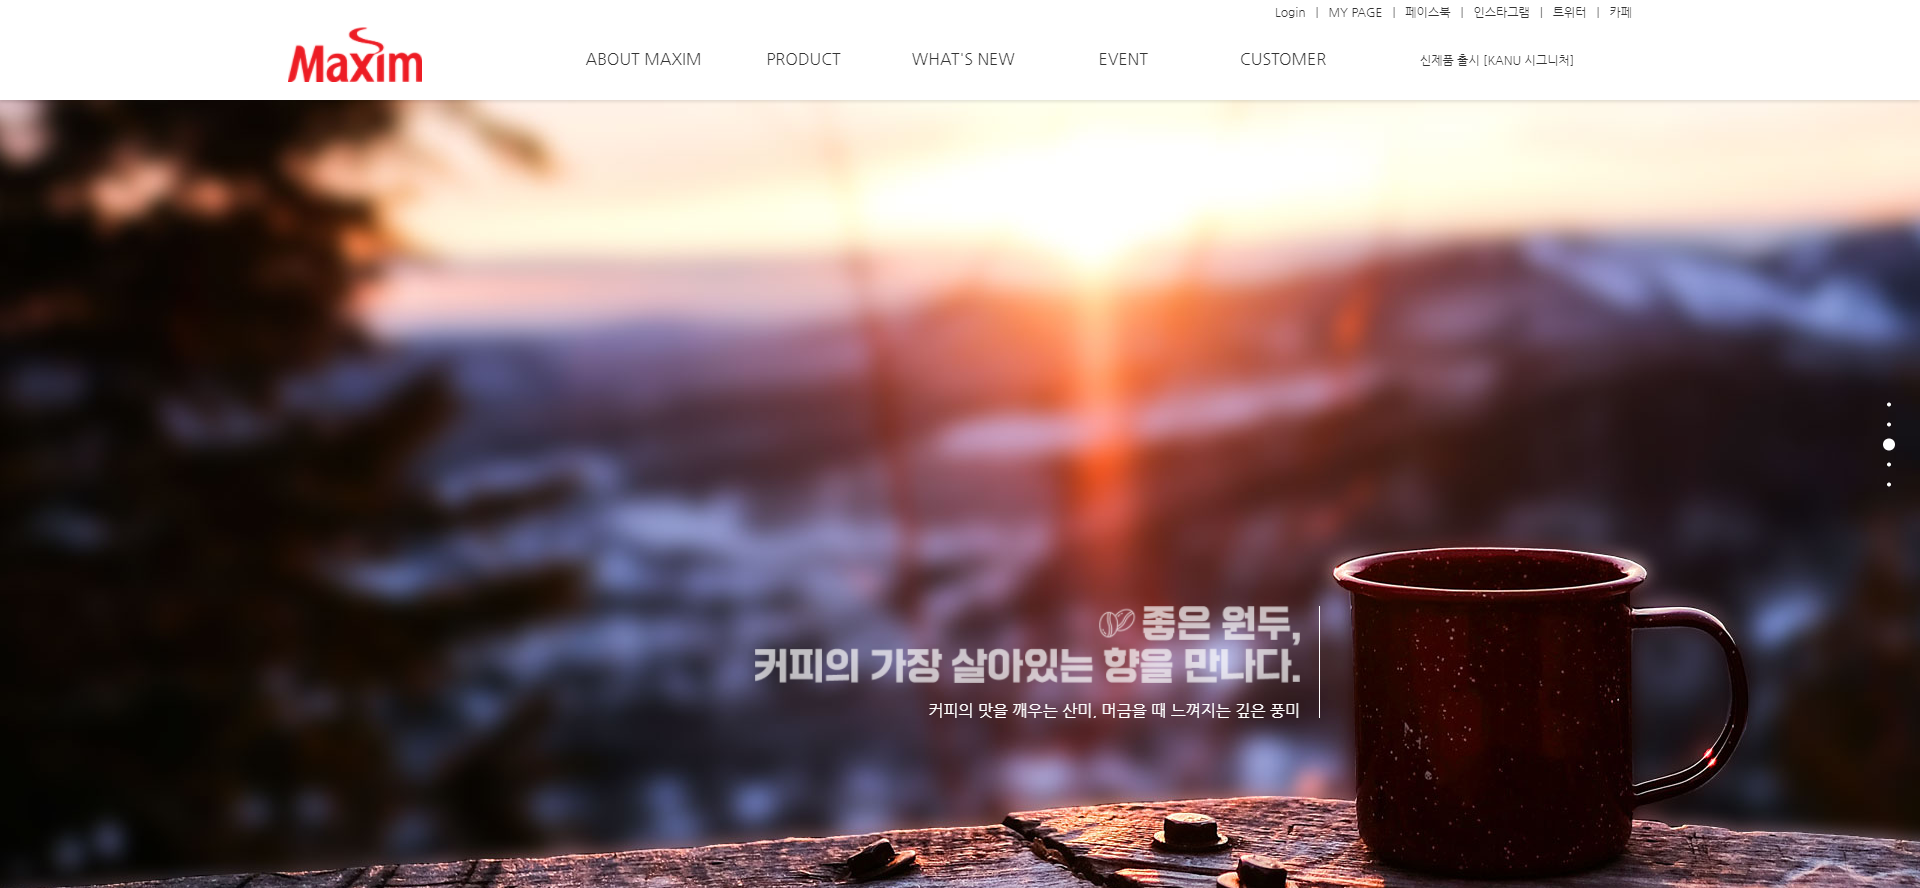 Login | MY PAGE | 페이스북 | 인스타그램 | 트위터 | 카페
Maxim
ABOUT MAXIM PRODUCT WHAT'S NEW EVENT CUSTOMER 신제품 출시 [KANU 시그니처]
좋은 원두,
커피의 가장 살아있는 향을 만나다.
커피의 맛을 깨우는 산미, 머금을 때 느껴지는 깊은 풍미